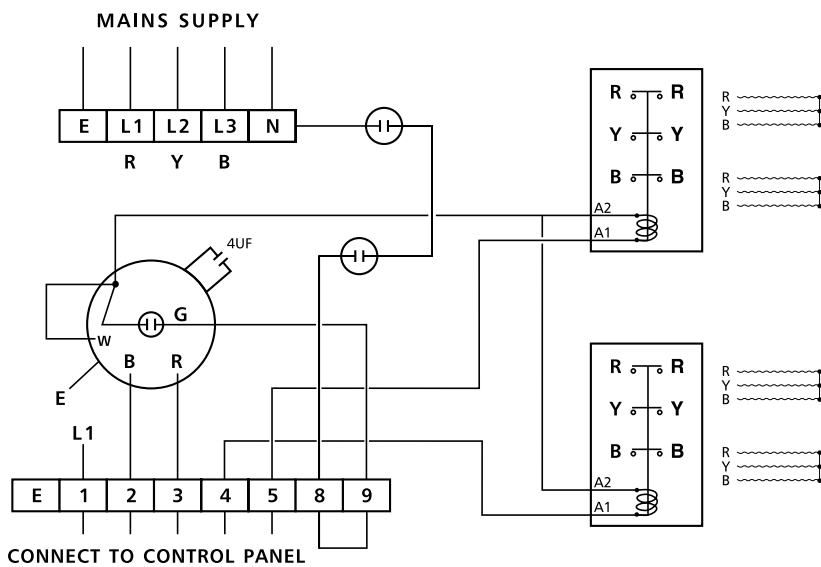 MAINS SUPPLY
E L1 L2 L3 N
R Y B
4UF
G
W
B R
E
L1
E 1 2 3 4 5 8 9
CONNECT TO CONTROL PANEL
R R
Y Y
B B
A2
A1
R
Y
B
R
Y
B
R R
Y Y
B B
A2
A1
R
Y
B
R
Y
B